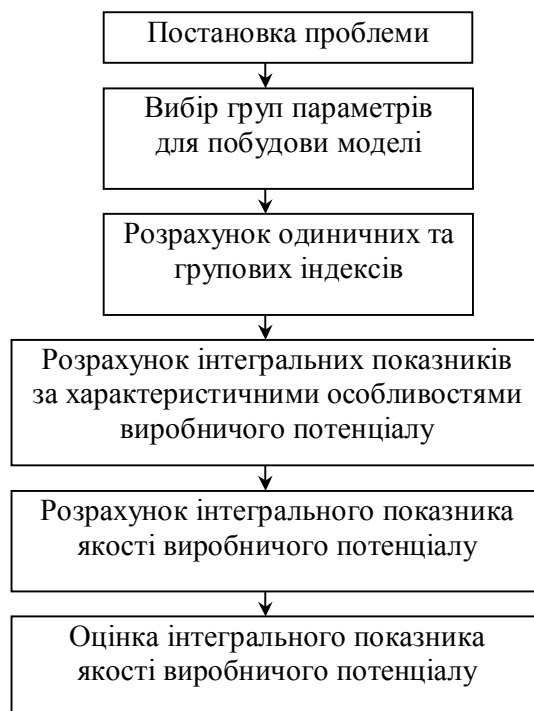 Постановка проблеми
Вибір груп параметрів
для побудови моделі
Розрахунок одиничних та
групових індексів
Розрахунок інтегральних показників
за характеристичними особливостями
виробничого потенціалу
Розрахунок інтегрального показника
якості виробничого потенціалу
Оцінка інтегрального показника
якості виробничого потенціалу